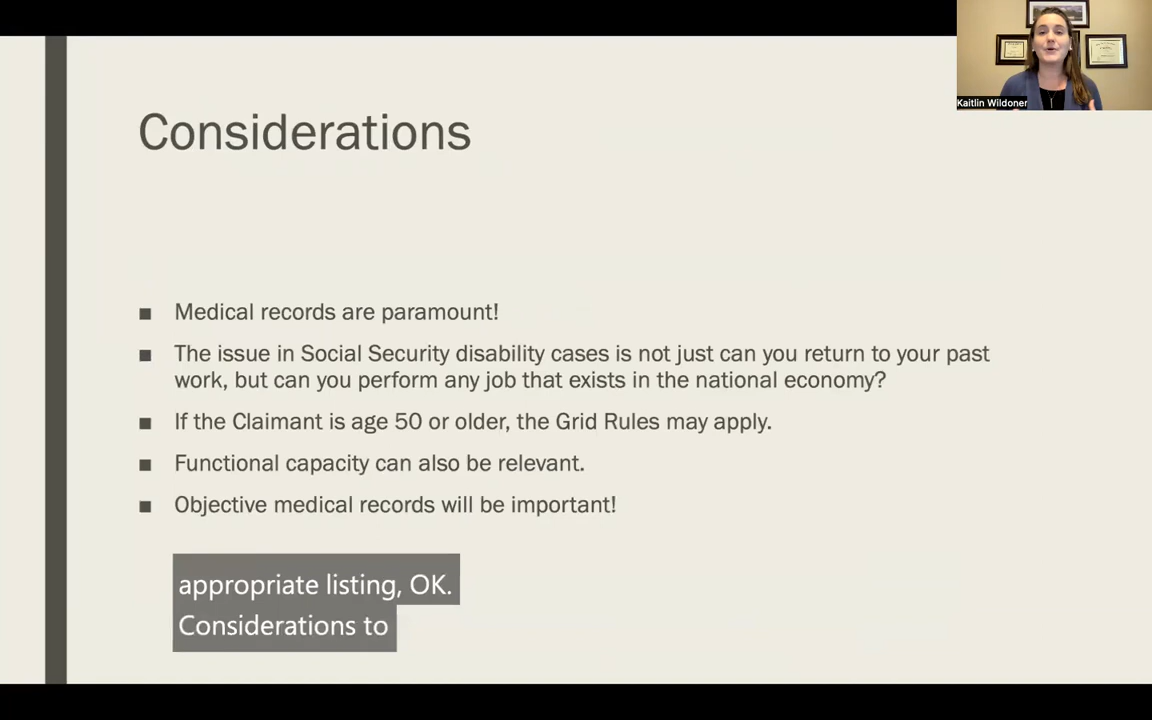 Considerations
Kaitlin Wildoner
■ Medical records are paramount!
■ The issue in Social Security disability cases is not just can you return to your past
work, but can you perform any job that exists in the national economy?
■ If the Claimant is age 50 or older, the Grid Rules may apply.
■ Functional capacity can also be relevant.
■ Objective medical records will be important!
appropriate listing, OK.
Considerations to